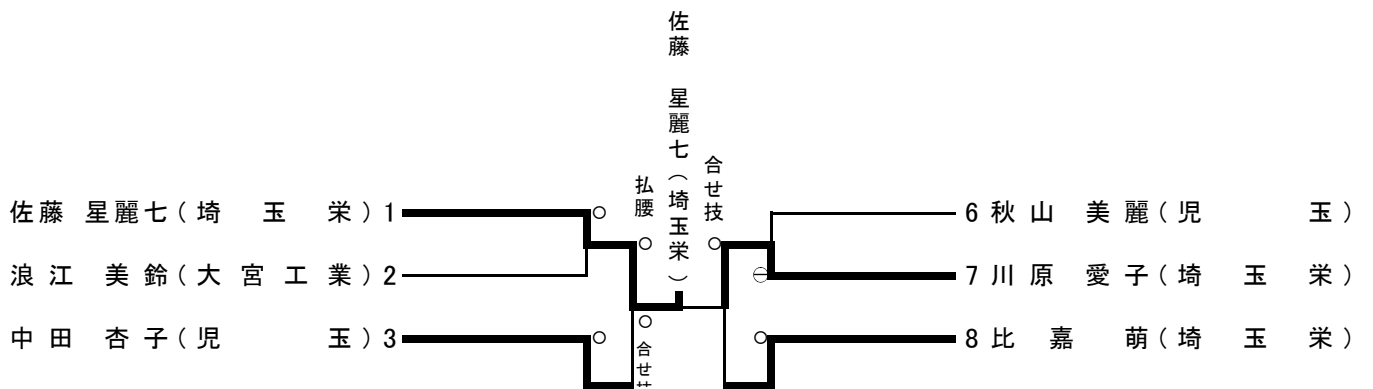 佐藤 星麗七(埼玉栄)
払腰
合せ技
佐藤 星麗七(埼玉栄)1
浪江 美鈴(大宮工業)2
中田 杏子(児玉)3
合せ技
6 秋山 美麗(児玉)
7 川原 愛子(埼玉栄)
8 比嘉 萌(埼玉栄)